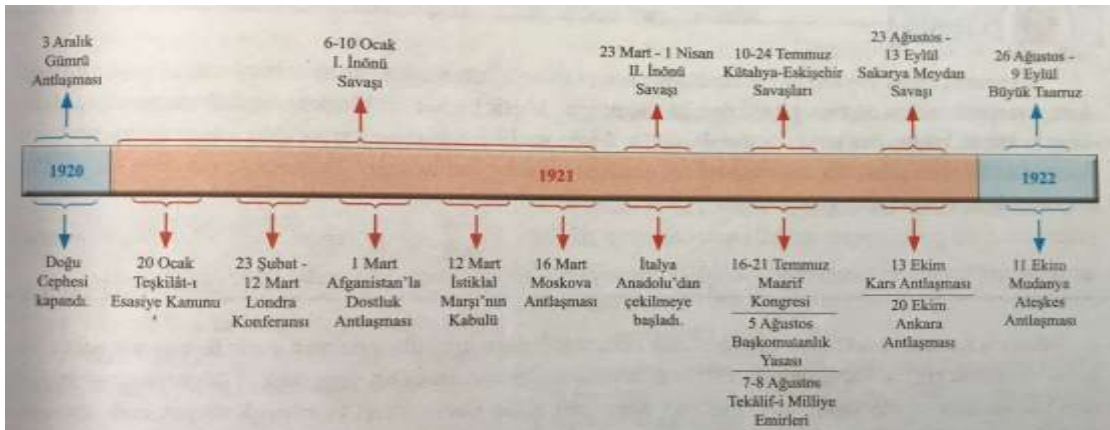 3 Aralık
Gümrü
Antlaşması
6-10 Ocak
I. İnönü
Savaşı
23 Mart - 1 Nisan
II. İnönü
Savaşı
10-24 Temmuz
Kütahya-Eskişehir
Savaşları
23 Ağustos -
13 Eylül
Sakarya Meydan
Savaşı
26 Ağustos -
9 Eylül
Büyük Taarruz
1920
1921
1922
Doğu
Cephesi
kapandı.
20 Ocak
Teşkilât-ı
Esasiye Kanunu
23 Şubat -
12 Mart
Londra
Konferansı
1 Mart
Afganistan'la
Dostluk
Antlaşması
12 Mart
İstiklal
Marşı'nın
Kabulü
16 Mart
Moskova
Antlaşması
İtalya
Anadolu'dan
çekilmeye
başladı.
16-21 Temmuz
Maarif
Kongresi
5 Ağustos
Başkomutanlık
Yasası
7-8 Ağustos
Tekâlif-i Milliye
Emirleri
13 Ekim
Kars Antlaşması
20 Ekim
Ankara
Antlaşması
11 Ekim
Mudanya
Ateşkes
Antlaşması